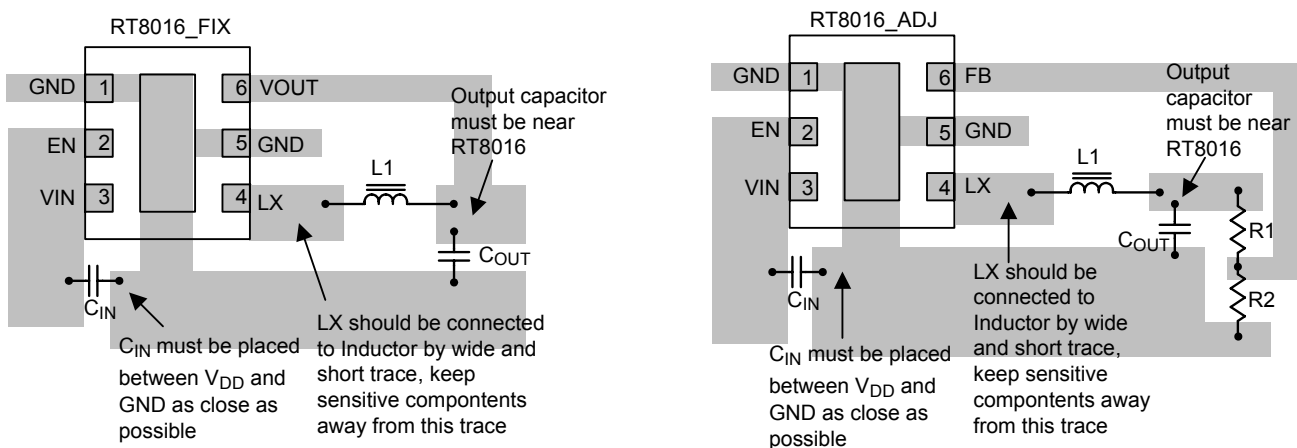 RT8016_FIX
GND 1
6 VOUT
EN 2
5 GND
VIN 3
4 LX
Output capacitor
must be near
RT8016
L1
COUT
CIN
CIN must be placed
between VDD and
GND as close as
possible
LX should be connected
to Inductor by wide and
short trace, keep
sensitive compontents
away from this trace
RT8016_ADJ
GND 1
6 FB
EN 2
5 GND
VIN 3
4 LX
Output
capacitor
must be near
RT8016
L1
COUT
R1
R2
CIN
CIN must be placed
between VDD and
GND as close as
possible
LX should be
connected to
Inductor by wide
and short trace,
keep sensitive
compontents away
from this trace